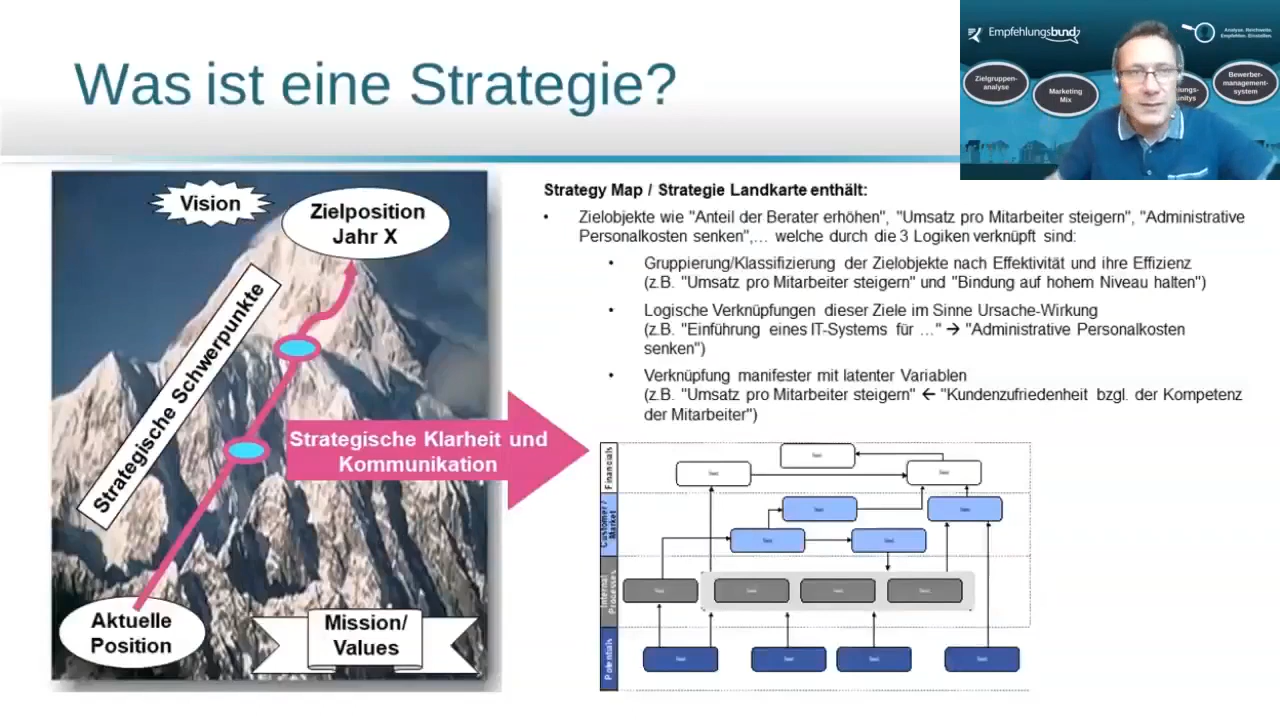 Was ist eine Strategie?
Empfehlungsbund
Analyse. Reichweite.
Empfehlen. Einstellen.
Zielgruppen-
analyse
Marketing
Mix
Bewerber-
management-
system
Vision
Zielposition
Jahr X
Strategische Schwerpunkte
Strategische Klarheit und
Kommunikation
Aktuelle
Position
Mission/
Values
Strategy Map / Strategie Landkarte enthält:
• Zielobjekte wie "Anteil der Berater erhöhen", "Umsatz pro Mitarbeiter steigern", "Administrative
Personalkosten senken",… welche durch die 3 Logiken verknüpft sind:
• Gruppierung/Klassifizierung der Zielobjekte nach Effektivität und ihre Effizienz
(z.B. "Umsatz pro Mitarbeiter steigern" und "Bindung auf hohem Niveau halten")
• Logische Verknüpfungen dieser Ziele im Sinne Ursache-Wirkung
(z.B. "Einführung eines IT-Systems für …" → "Administrative Personalkosten
senken")
• Verknüpfung manifester mit latenter Variablen
(z.B. "Umsatz pro Mitarbeiter steigern" ← "Kundenzufriedenheit bzgl. der Kompetenz
der Mitarbeiter")
Financials
Customer /
Market
Internal
Processes
Potentials